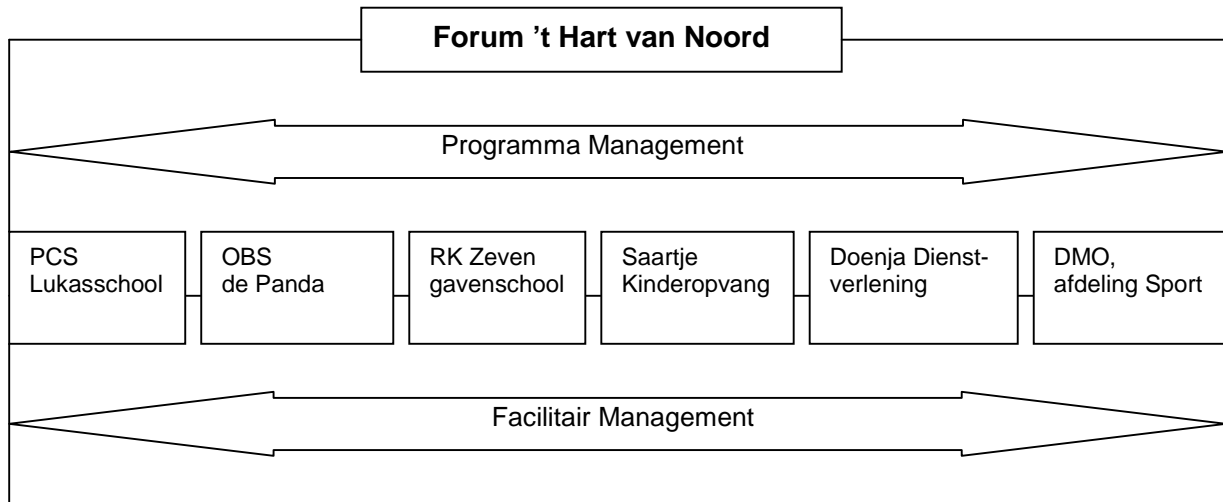 Forum ’t Hart van Noord
Programma Management
PCS
Lukasschool
OBS
de Panda
RK Zeven
gavenschool
Saartje
Kinderopvang
Doenja Dienst-
verlening
DMO,
afdeling Sport
Facilitair Management